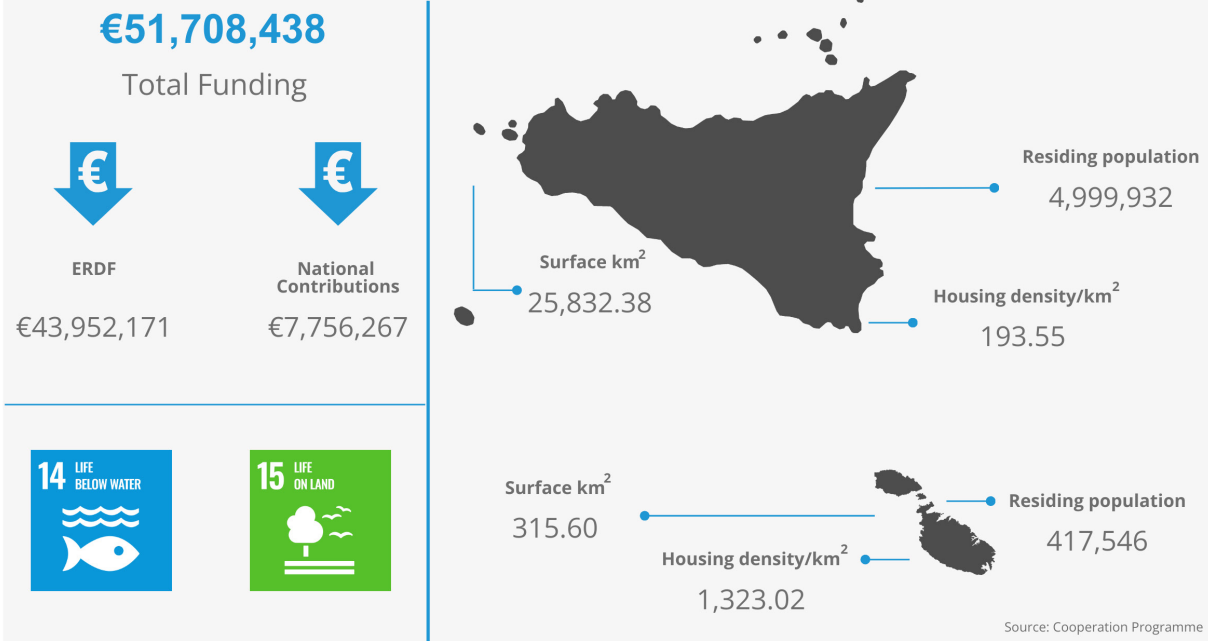 €51,708,438
Total Funding
€
€
ERDF
National
Contributions
€43,952,171
€7,756,267
14 LIFE
BELOW WATER
15 LIFE
ON LAND
Residing population
4,999,932
Surface km²
25,832.38
Housing density/km²
193.55
Surface km²
315.60
Residing population
417,546
Housing density/km²
1,323.02
Source: Cooperation Programme